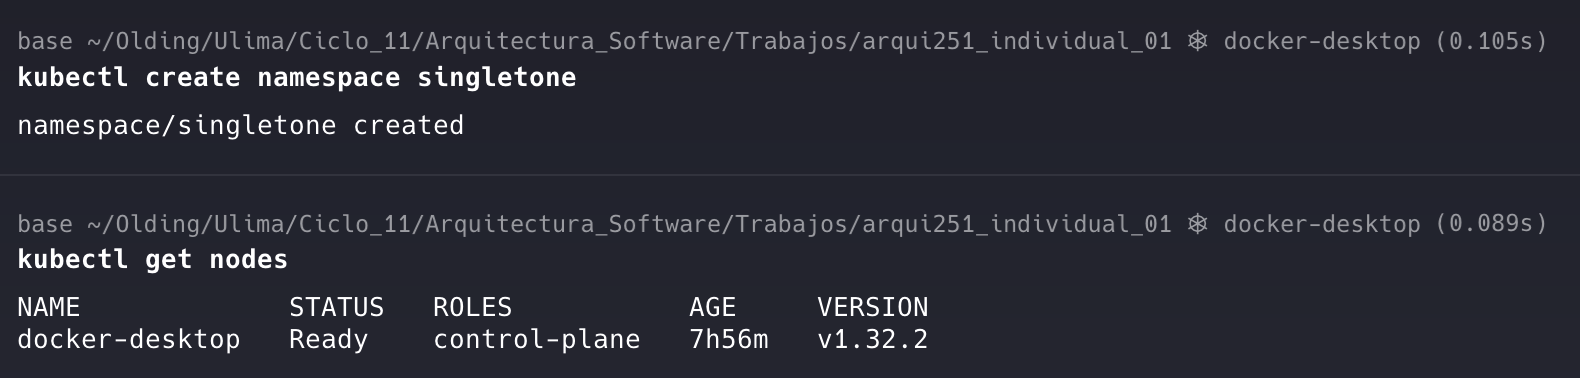 base ~/Olding/Ulima/Ciclo_11/Arquitectura_Software/Trabajos/arqui251_individual_01 ⎈ docker-desktop (0.105s)
kubectl create namespace singletone
namespace/singletone created
base ~/Olding/Ulima/Ciclo_11/Arquitectura_Software/Trabajos/arqui251_individual_01 ⎈ docker-desktop (0.089s)
kubectl get nodes
NAME             STATUS   ROLES           AGE     VERSION
docker-desktop   Ready    control-plane   7h56m   v1.32.2